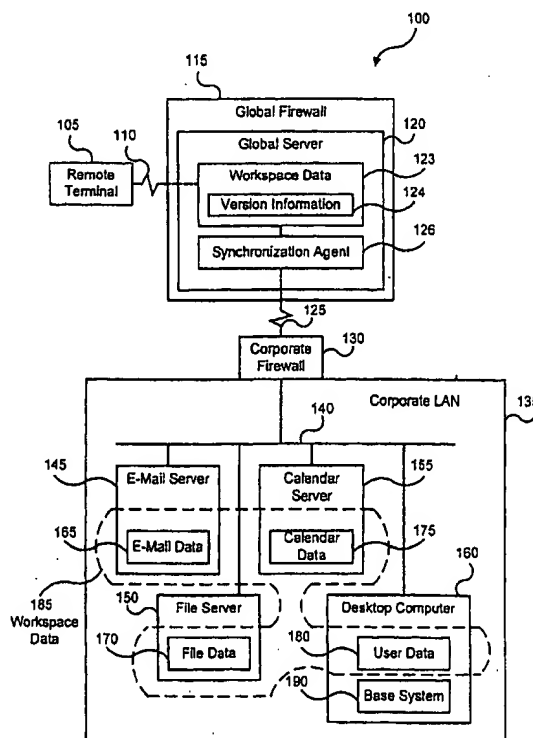 100
115
Global Firewall
120
Global Server
105
110
123
Remote
Terminal
Workspace Data
124
Version Information
126
Synchronization Agent
125
130
Corporate
Firewall
Corporate LAN
135
140
145
E-Mail Server
155
Calendar
Server
165
E-Mail Data
Calendar
Data
175
160
185
Workspace
Data
150
File Server
Desktop Computer
170
File Data
180
User Data
190
Base System